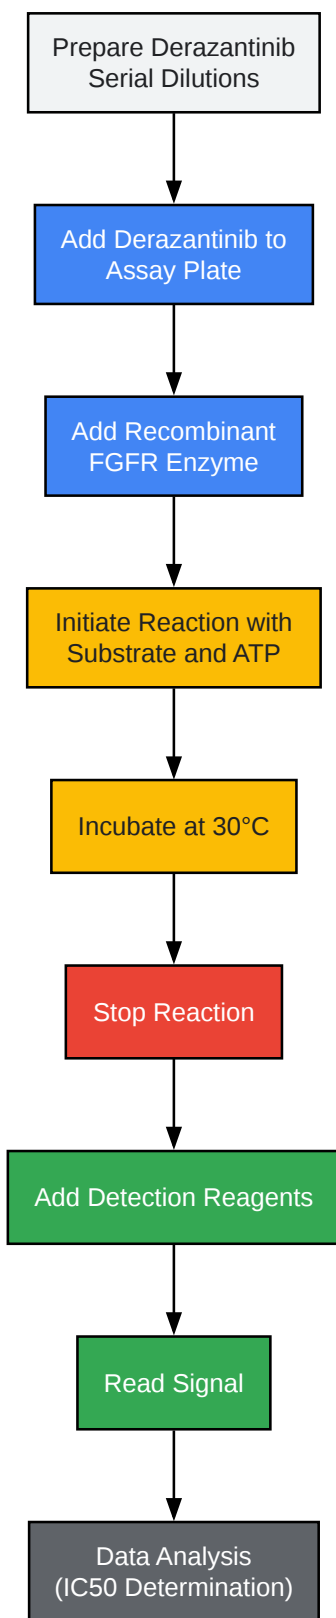 Prepare Derazantinib
Serial Dilutions
Add Derazantinib to
Assay Plate
Add Recombinant
FGFR Enzyme
Initiate Reaction with
Substrate and ATP
Incubate at 30°C
Stop Reaction
Add Detection Reagents
Read Signal
Data Analysis
(IC50 Determination)